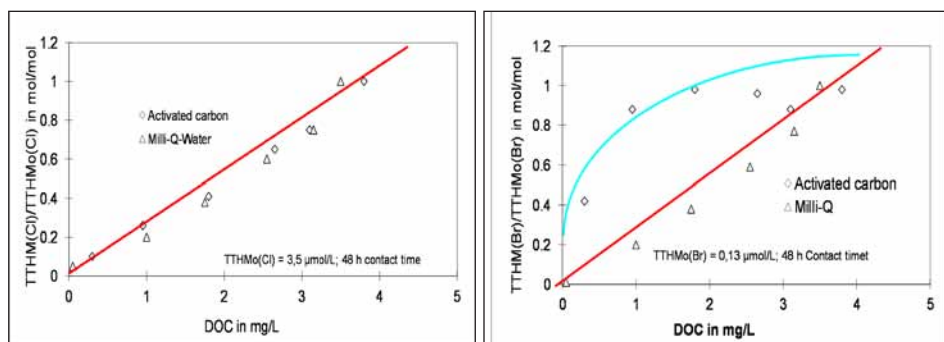 TTHM(Cl)/TTHMo(Cl) in mol/mol
1.2
1
0.8
0.6
0.4
0.2
0
◇ Activated carbon
△ Milli-Q-Water
TTHMo(Cl) = 3,5 µmol/L; 48 h contact time
0 1 2 3 4 5
DOC in mg/L
TTHM(Br)/TTHMo(Br) in mol/mol
1.2
1
0.8
0.6
0.4
0.2
0
◇ Activated carbon
△ Milli-Q
TTHMo(Br) = 0,13 µmol/L; 48 h Contact timet
0 1 2 3 4 5
DOC in mg/L